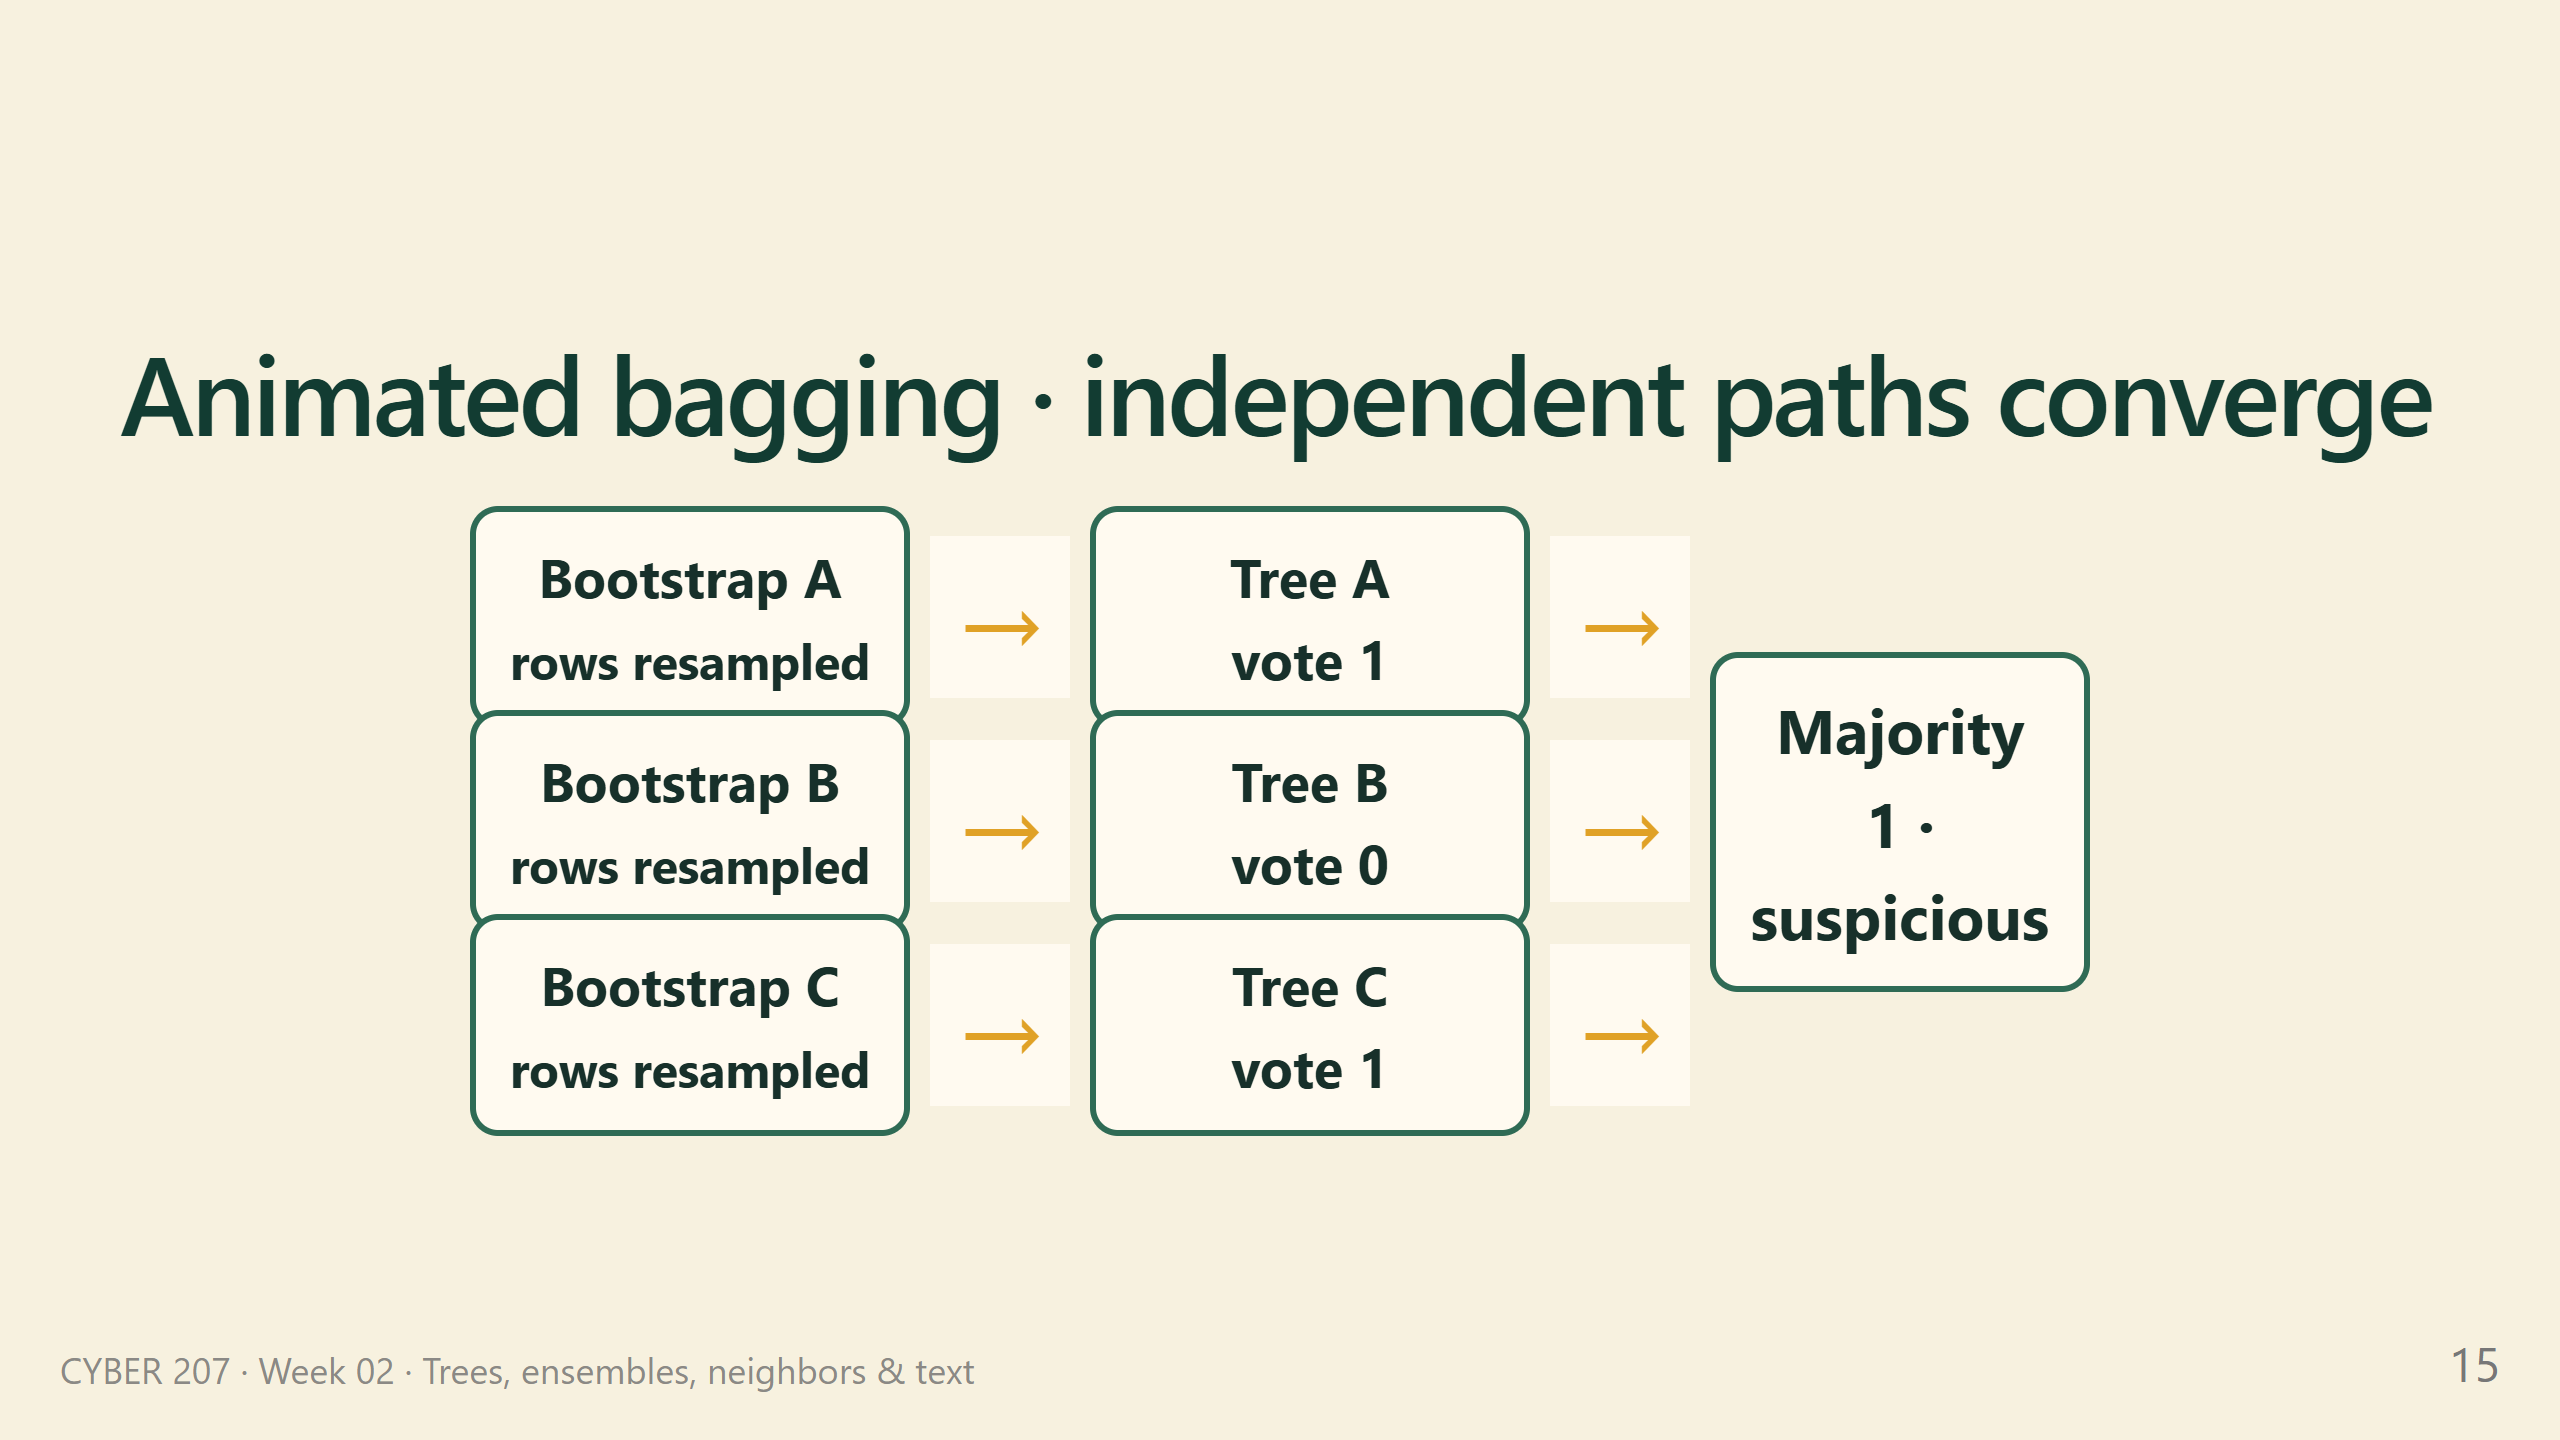 Animated bagging · independent paths converge
Bootstrap A
rows resampled
→
Tree A
vote 1
→
Bootstrap B
rows resampled
→
Tree B
vote 0
→
Bootstrap C
rows resampled
→
Tree C
vote 1
→
Majority
1 ·
suspicious
CYBER 207 · Week 02 · Trees, ensembles, neighbors & text
15